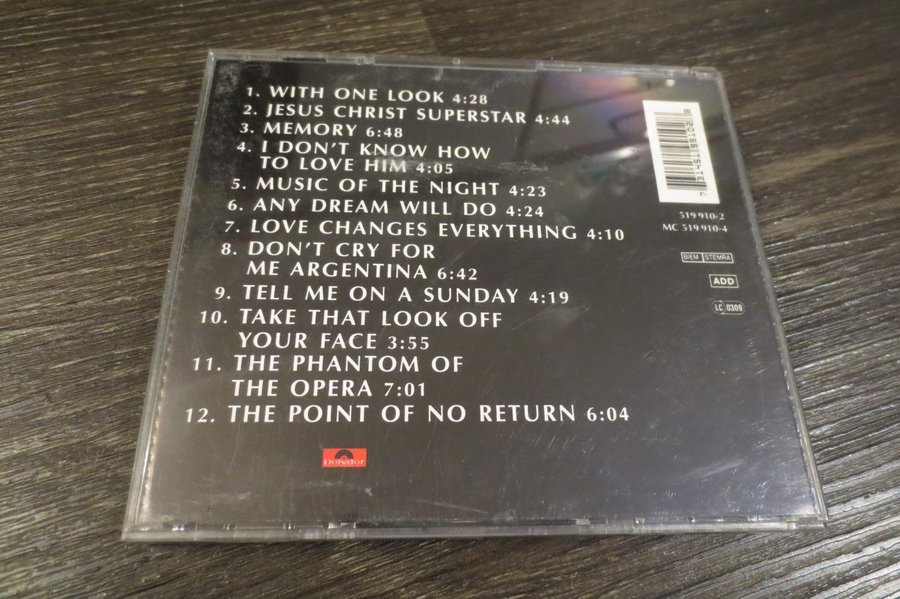 1. WITH ONE LOOK 4:28
2. JESUS CHRIST SUPERSTAR 4:44
3. MEMORY 6:48
4. I DON'T KNOW HOW
TO LOVE HIM 4:05
5. MUSIC OF THE NIGHT 4:23
6. ANY DREAM WILL DO 4:24
7. LOVE CHANGES EVERYTHING 4:10
8. DON'T CRY FOR
ME ARGENTINA 6:42
9. TELL ME ON A SUNDAY 4:19
10. TAKE THAT LOOK OFF
YOUR FACE 3:55
11. THE PHANTOM OF
THE OPERA 7:01
12. THE POINT OF NO RETURN 6:04
polydor
519 910-2
MC 519 910-4
BIEM STEMRA
ADD
LC 0309